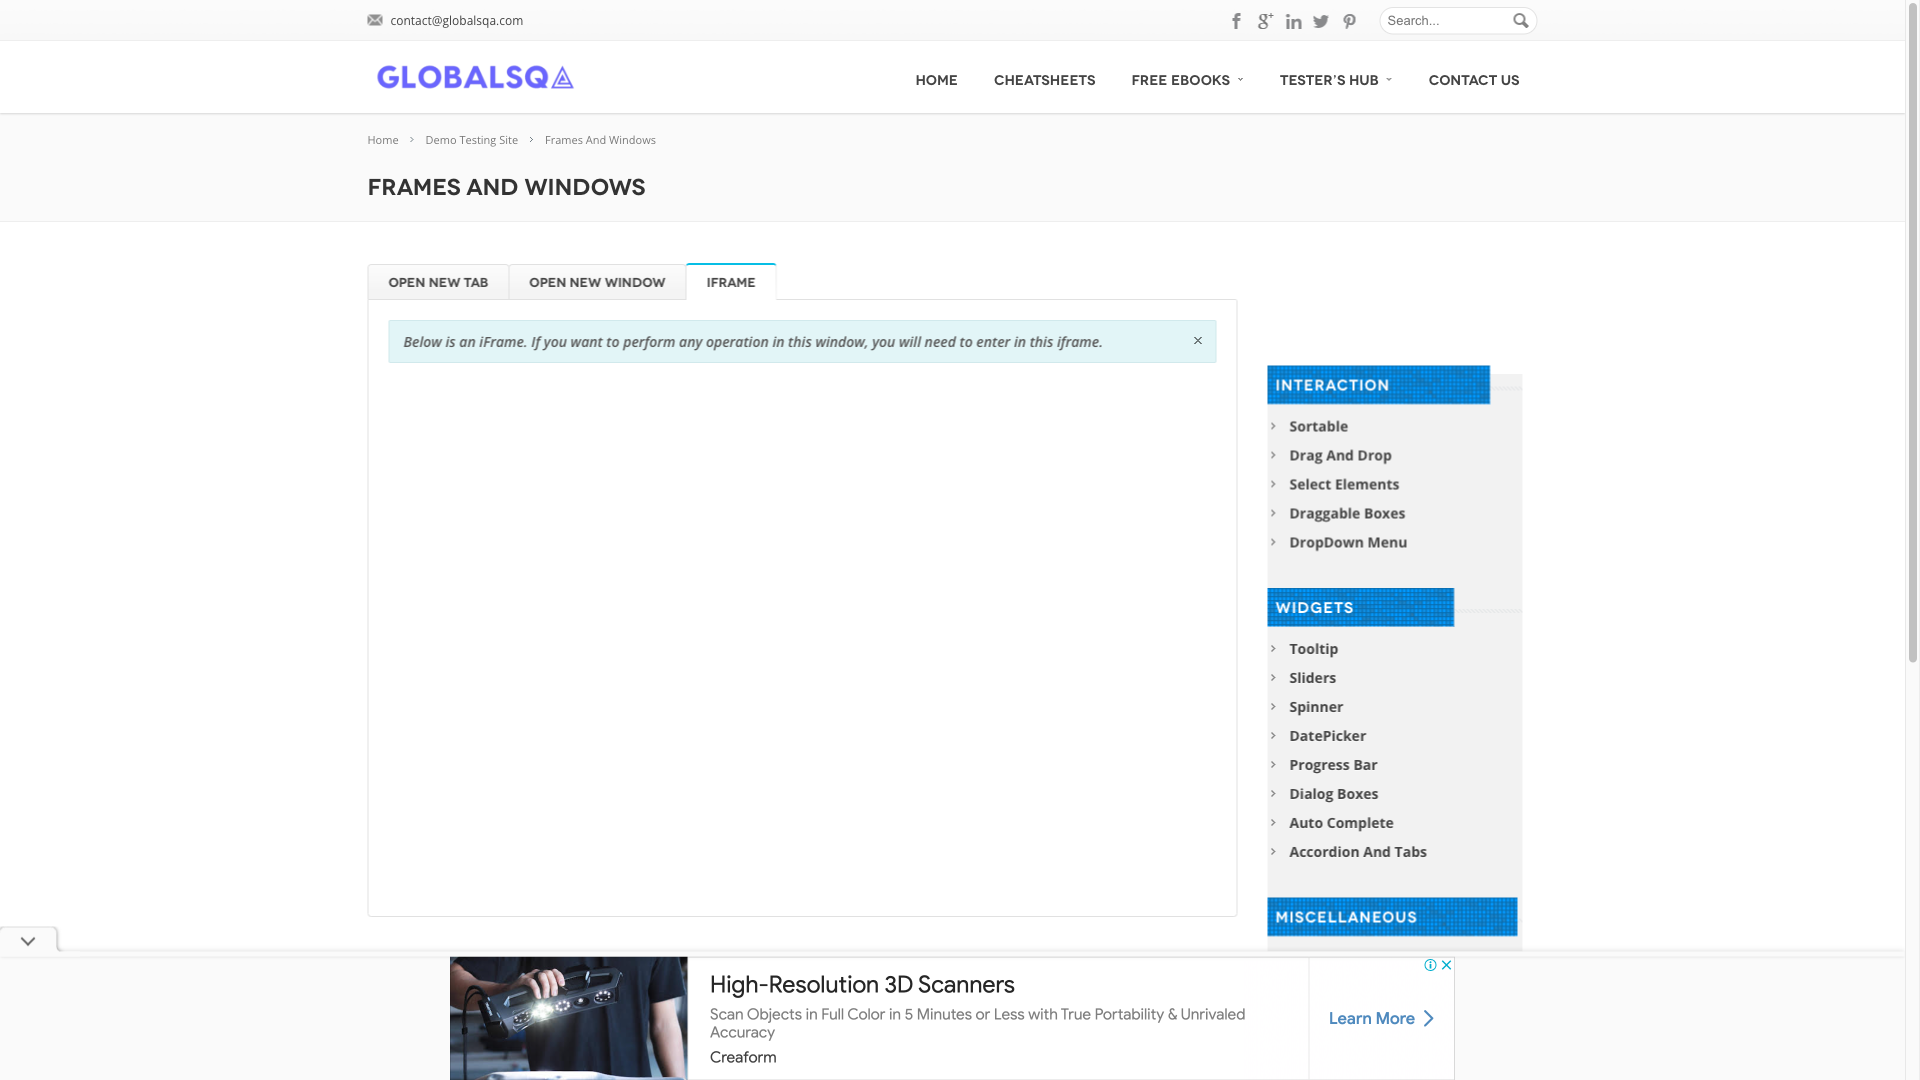 contact@globalsqa.com
Search...
GLOBALSQA
HOME
CHEATSHEETS
FREE EBOOKS
TESTER'S HUB
CONTACT US
Home
Demo Testing Site
Frames And Windows
FRAMES AND WINDOWS
OPEN NEW TAB
OPEN NEW WINDOW
IFRAME
Below is an iFrame. If you want to perform any operation in this window, you will need to enter in this iframe.
×
INTERACTION
Sortable
Drag And Drop
Select Elements
Draggable Boxes
DropDown Menu
WIDGETS
Tooltip
Sliders
Spinner
DatePicker
Progress Bar
Dialog Boxes
Auto Complete
Accordion And Tabs
MISCELLANEOUS
High-Resolution 3D Scanners
Scan Objects in Full Color in 5 Minutes or Less with True Portability & Unrivaled
Accuracy
Creaform
Learn More